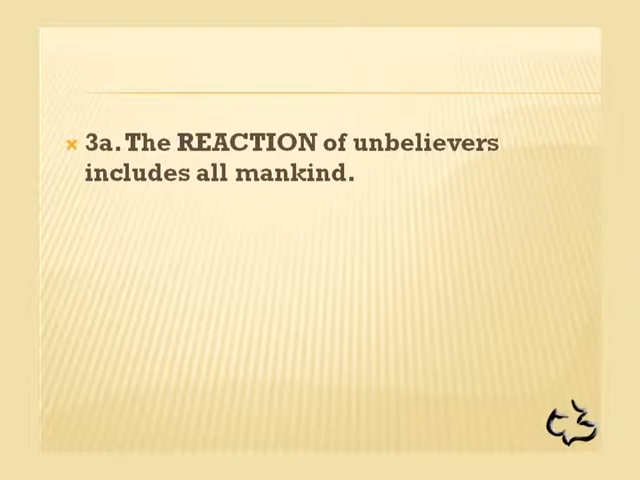 3a. The REACTION of unbelievers
includes all mankind.